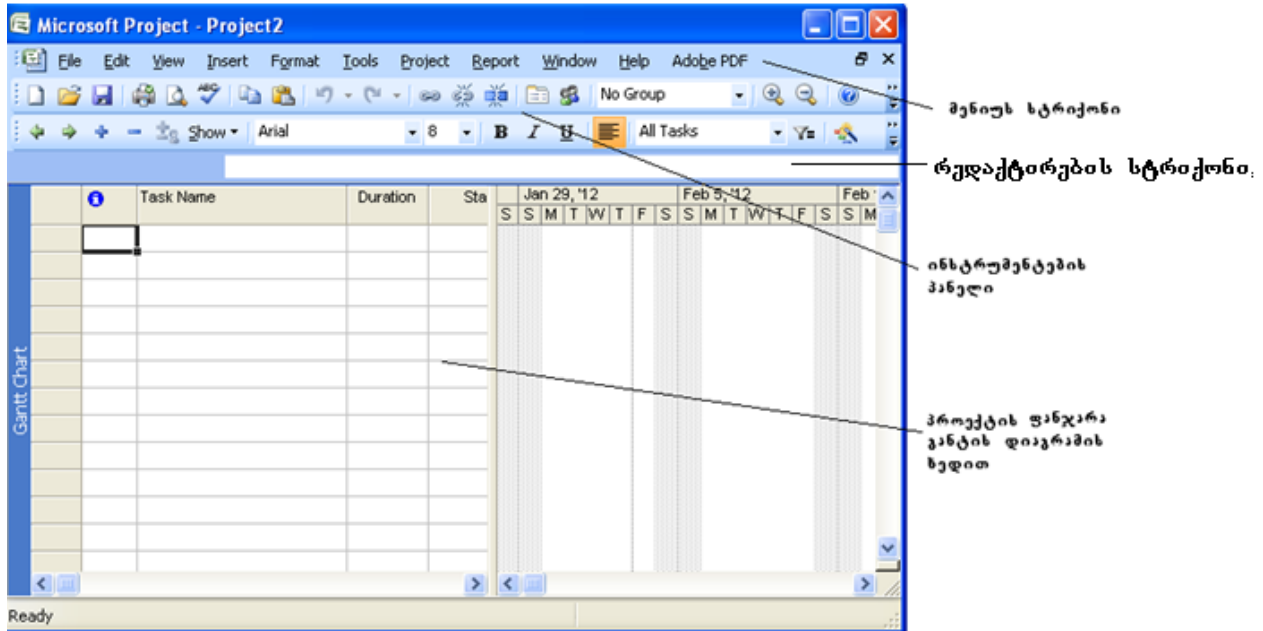 Microsoft Project - Project2
File Edit View Insert Format Tools Project Report Window Help Adobe PDF
No Group
მენიუს სტრიქონი
Show Arial 8 B I U All Tasks
რედაქტირების სტრიქონი.
Task Name Duration Sta Jan 29, '12 Feb 5, '12 Feb
S S M T W T F S S M T W T F S S M
ინსტრუმენტების
პანელი
Gantt Chart
პროექტის ფანჯარა
განტის დიაგრამის
ხედით
Ready